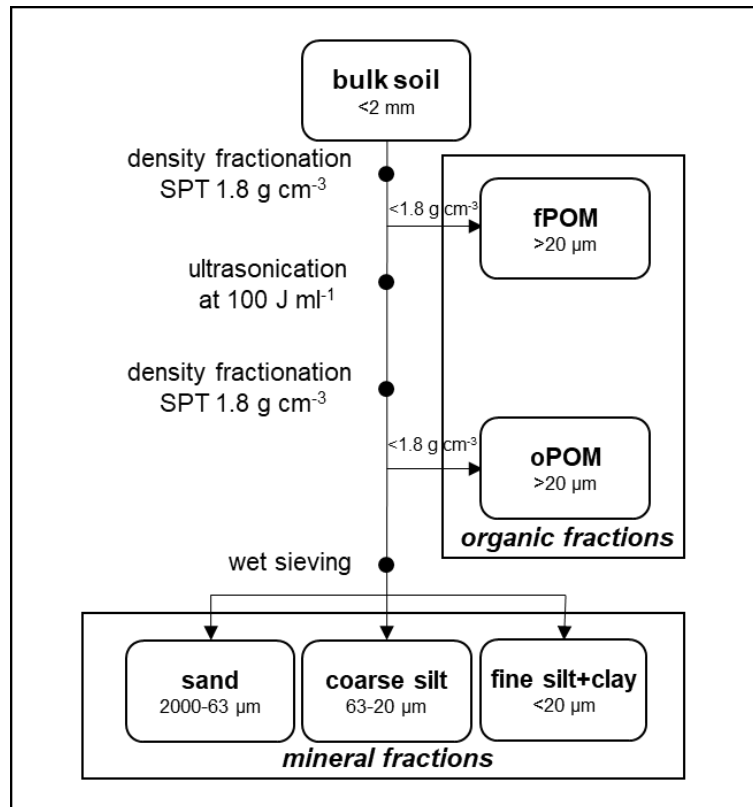 bulk soil
<2 mm
density fractionation
SPT 1.8 g cm⁻³
<1.8 g cm⁻³
fPOM
>20 µm
ultrasonication
at 100 J ml⁻¹
density fractionation
SPT 1.8 g cm⁻³
<1.8 g cm⁻³
oPOM
>20 µm
organic fractions
wet sieving
sand
2000-63 µm
coarse silt
63-20 µm
fine silt+clay
<20 µm
mineral fractions